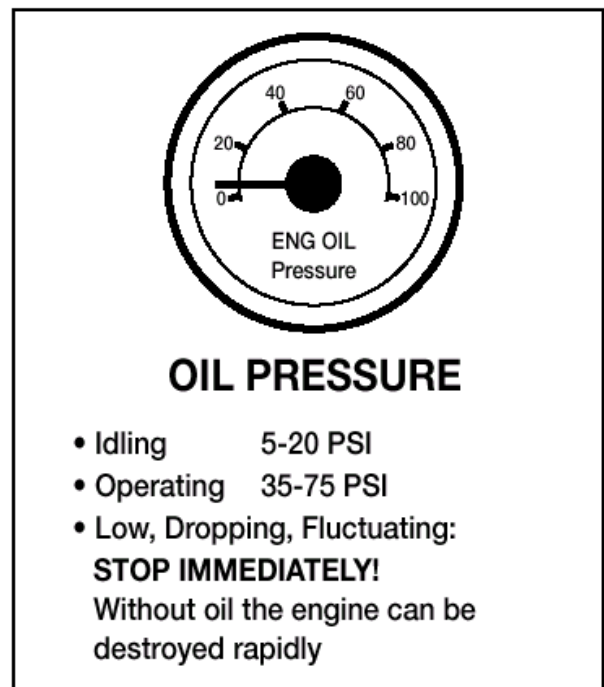 40 60
20 80
0 100
ENG OIL
Pressure
OIL PRESSURE
• Idling 5-20 PSI
• Operating 35-75 PSI
• Low, Dropping, Fluctuating:
STOP IMMEDIATELY!
Without oil the engine can be
destroyed rapidly